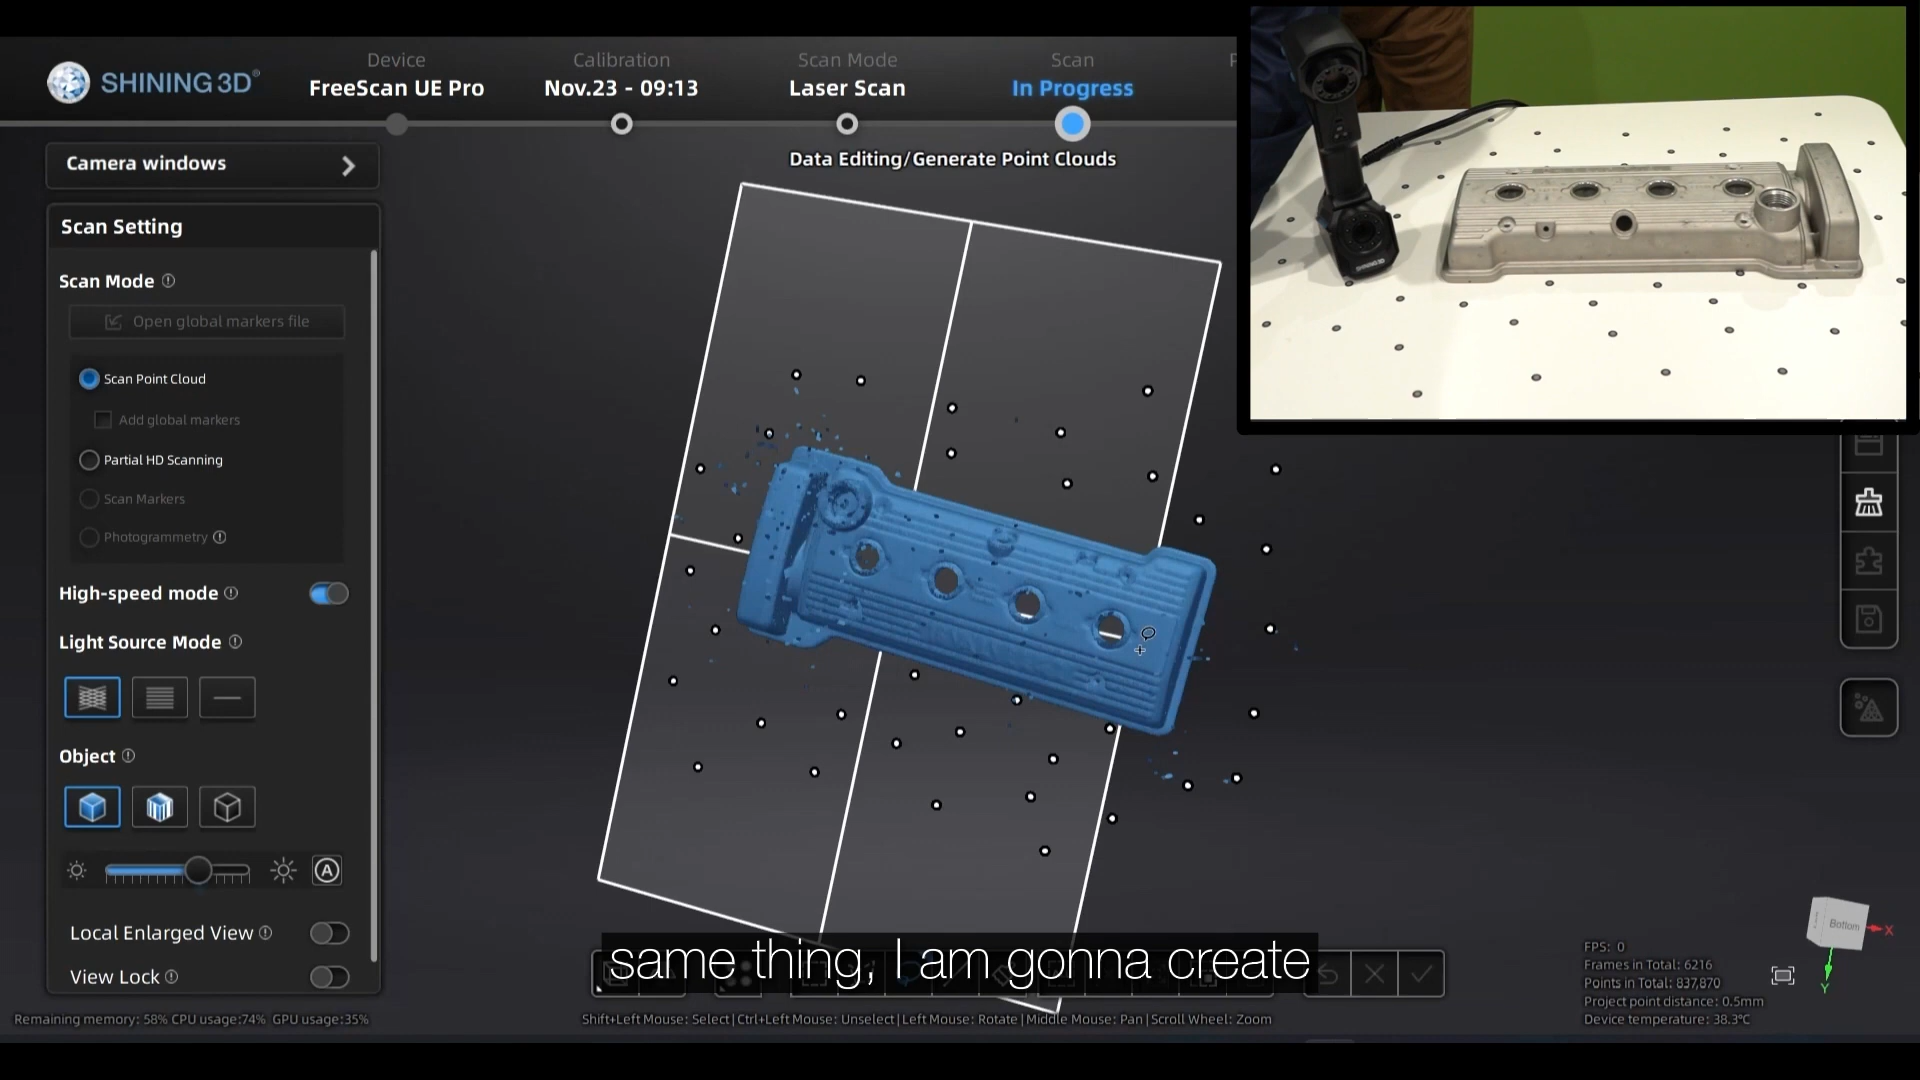 SHINING 3D®
Device
FreeScan UE Pro
Calibration
Nov.23 - 09:13
Scan Mode
Laser Scan
Scan
In Progress
Data Editing/Generate Point Clouds
Camera windows
Scan Setting
Scan Mode
Open global markers file
Scan Point Cloud
Add global markers
Partial HD Scanning
Scan Markers
Photogrammetry
High-speed mode
Light Source Mode
Object
A
Local Enlarged View
View Lock
same thing, I am gonna create
Remaining memory: 58% CPU usage:74% GPU usage:35%
Shift+Left Mouse: Select|Ctrl+Left Mouse: Unselect|Left Mouse: Rotate|Middle Mouse: Pan|Scroll Wheel: Zoom
FPS: 0
Frames in Total: 6216
Points in Total: 837,870
Project point distance: 0.5mm
Device temperature: 38.3°C
Bottom
X
Y
SHINING 3D